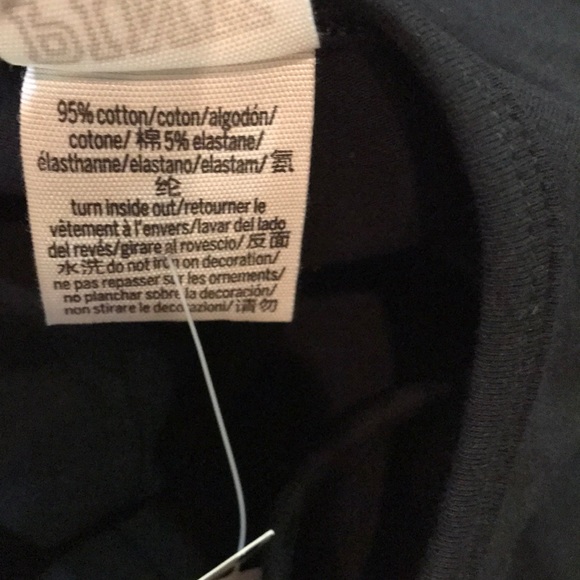 95% cotton/coton/algodón/
cotone/ 棉 5% elastane/
élasthanne/elastano/elastam/ 氨
纶
turn inside out/retourner le
vêtement à l'envers/lavar del lado
del revés/girare al rovescio/ 反面
水洗 do not iron on decoration/
ne pas repasser sur les ornements/
no planchar sobre la decoración/
non stirare le decorazioni/ 请勿